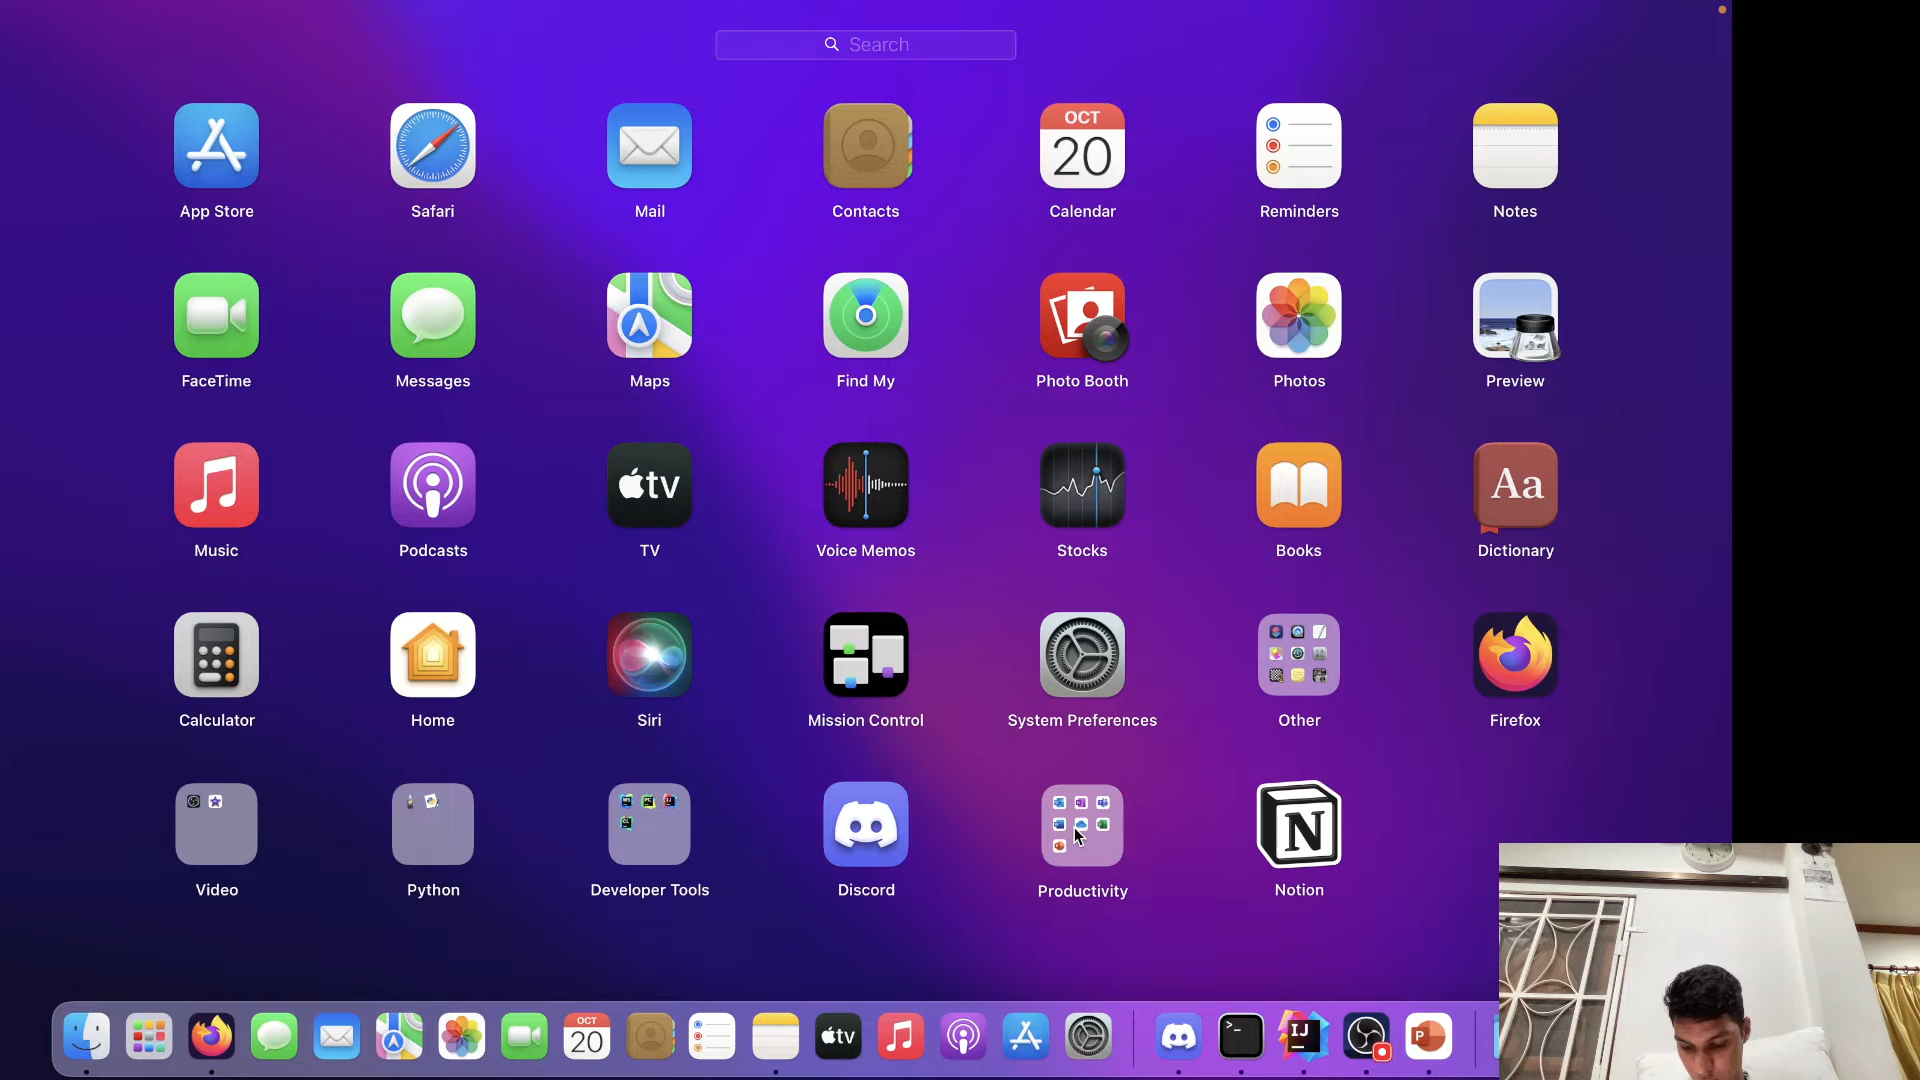 Search
OCT
20
App Store
Safari
Mail
Contacts
Calendar
Reminders
Notes
FaceTime
Messages
Maps
Find My
Photo Booth
Photos
Preview
tv
Aa
Music
Podcasts
TV
Voice Memos
Stocks
Books
Dictionary
Calculator
Home
Siri
Mission Control
System Preferences
Other
Firefox
N
Video
Python
Developer Tools
Discord
Productivity
Notion
OCT
20
tv
>_
IJ
P